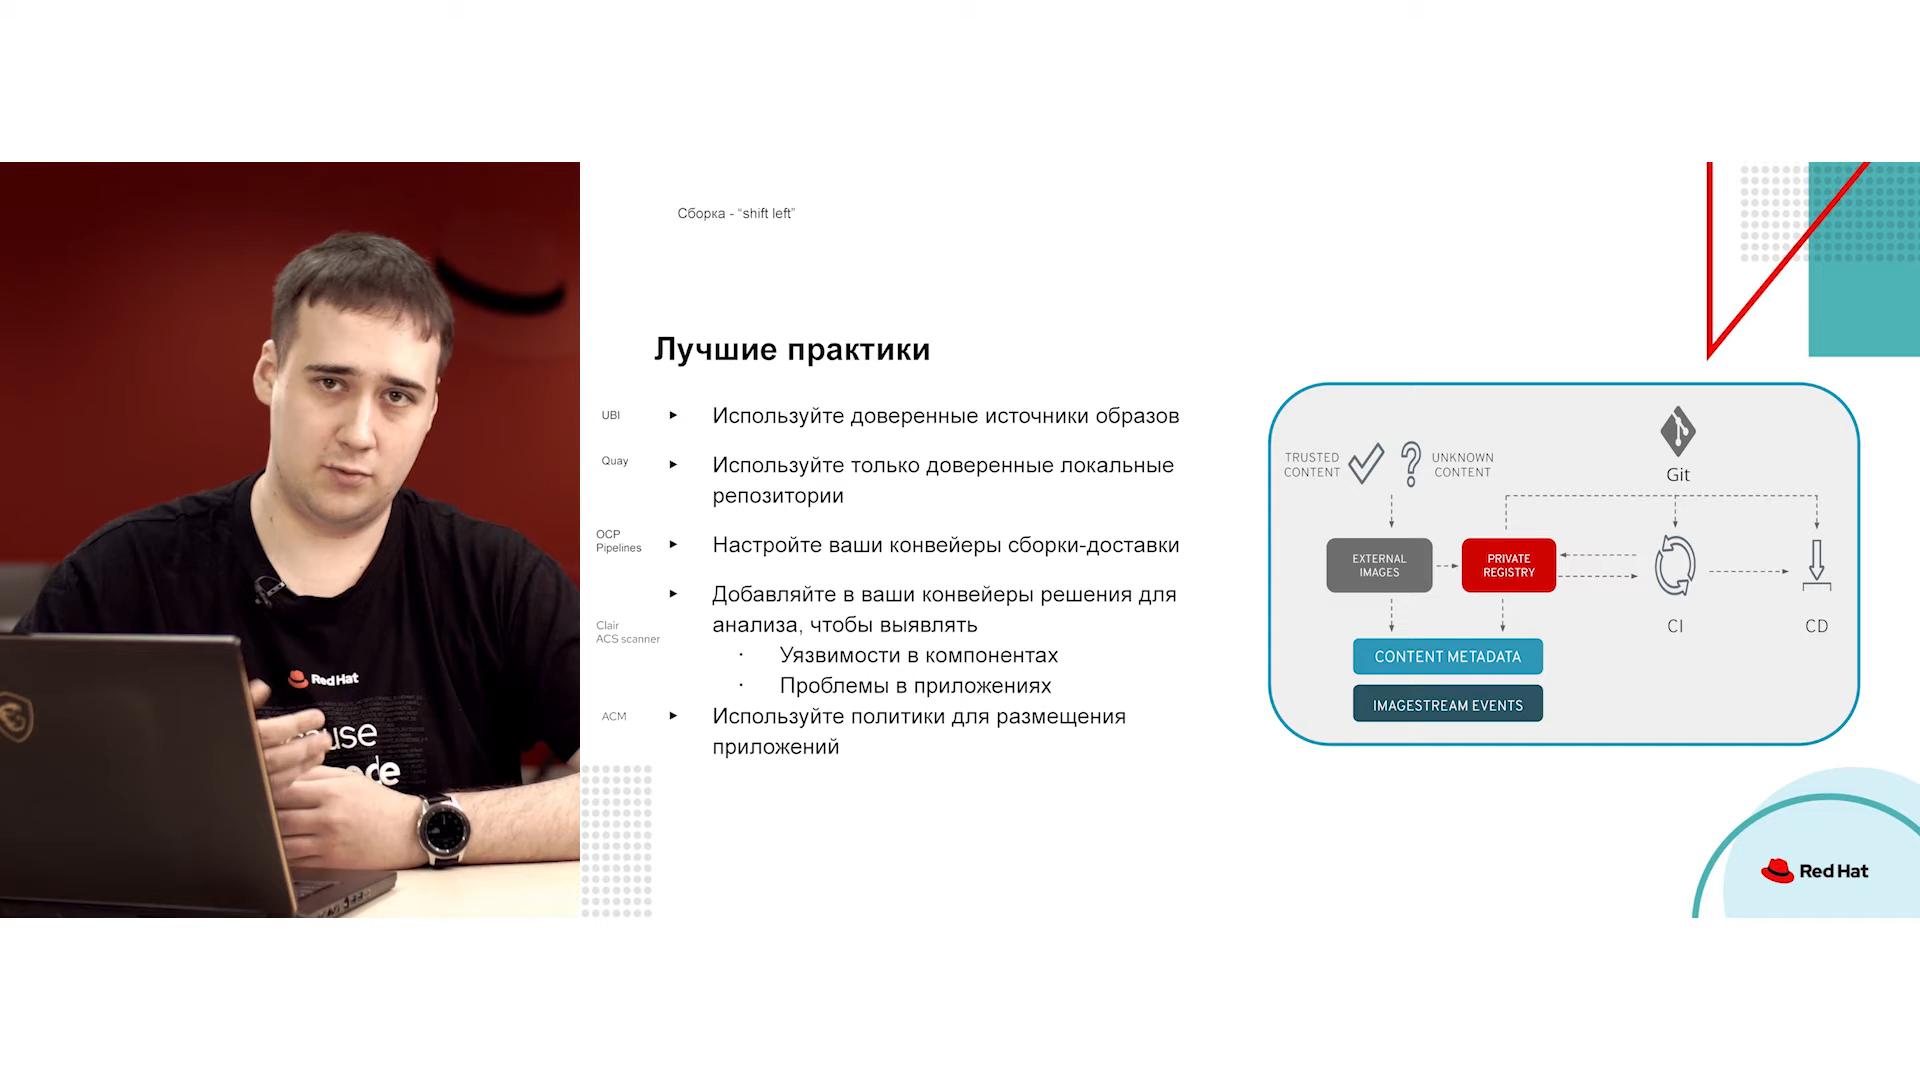 Сборка - “shift left”
Лучшие практики
UBI
Используйте доверенные источники образов
Quay
Используйте только доверенные локальные
репозитории
OCP
Pipelines
Настройте ваши конвейеры сборки-доставки
Clair
ACS scanner
Добавляйте в ваши конвейеры решения для
анализа, чтобы выявлять
Уязвимости в компонентах
Проблемы в приложениях
ACM
Используйте политики для размещения
приложений
TRUSTED
CONTENT
UNKNOWN
CONTENT
Git
EXTERNAL
IMAGES
PRIVATE
REGISTRY
CI
CD
CONTENT METADATA
IMAGESTREAM EVENTS
Red Hat
Red Hat